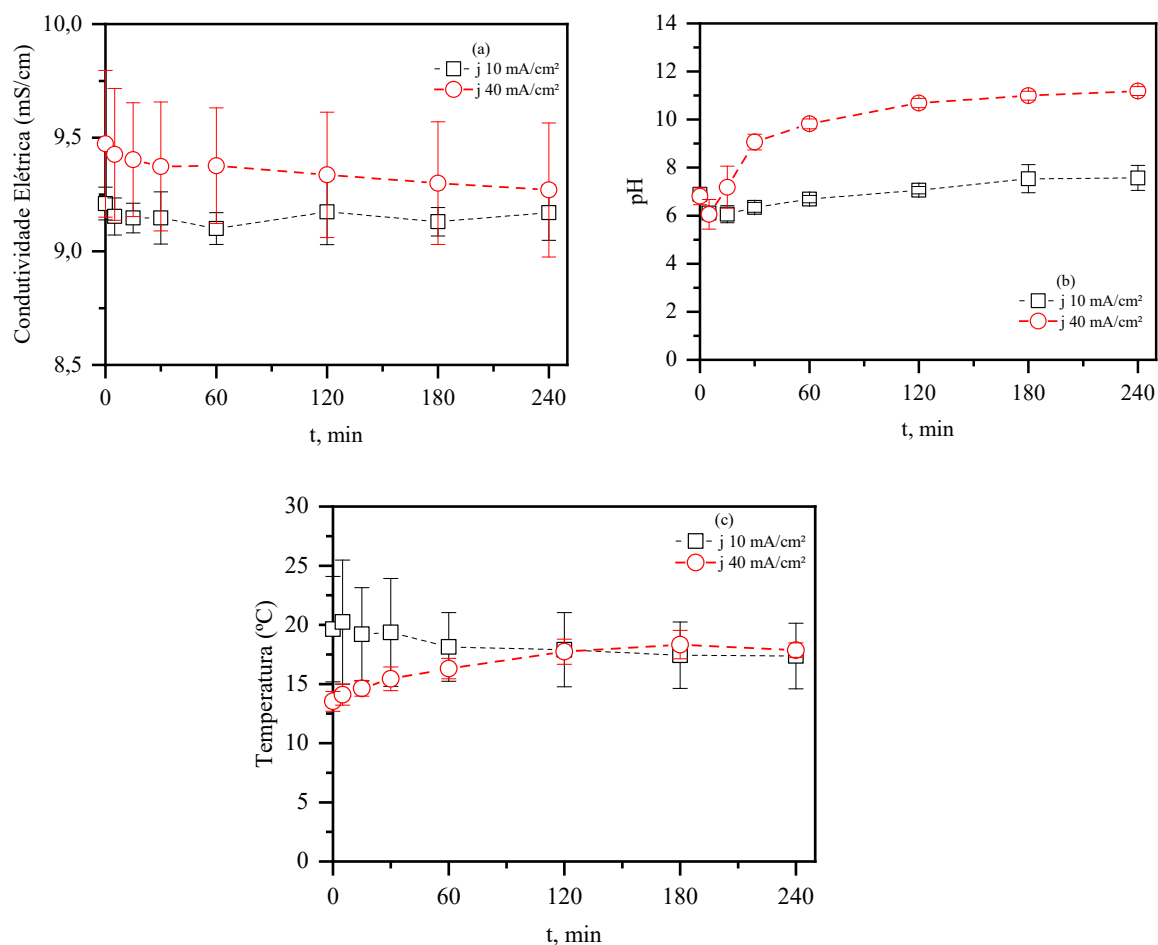 10,0
9,5
9,0
8,5
Condutividade Elétrica (mS/cm)
(a)
j 10 mA/cm²
j 40 mA/cm²
0 60 120 180 240
t, min
14
12
10
8
6
4
2
0
pH
(b)
j 10 mA/cm²
j 40 mA/cm²
0 60 120 180 240
t, min
30
25
20
15
10
5
0
Temperatura (ºC)
(c)
j 10 mA/cm²
j 40 mA/cm²
0 60 120 180 240
t, min